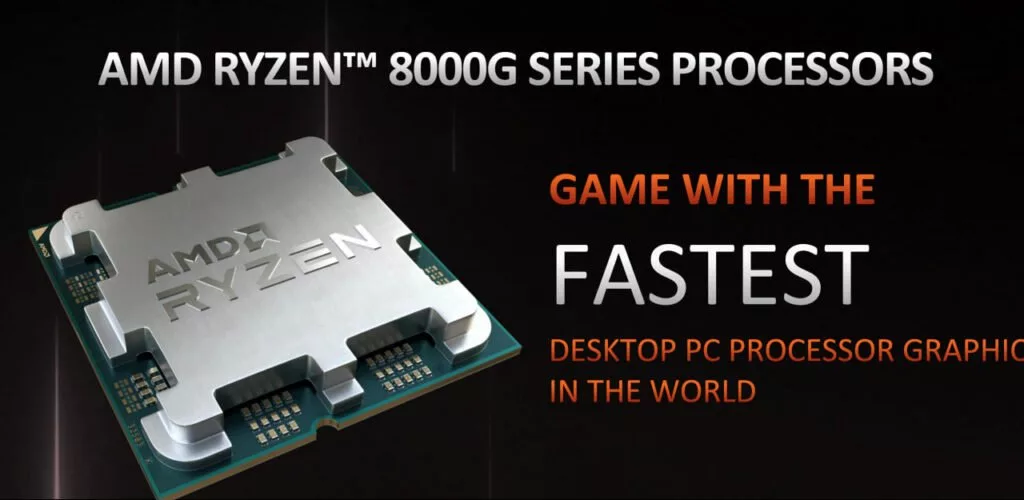 AMD RYZEN™ 8000G SERIES PROCESSORS
GAME WITH THE
FASTEST
DESKTOP PC PROCESSOR GRAPHIC
IN THE WORLD
AMD
RYZEN